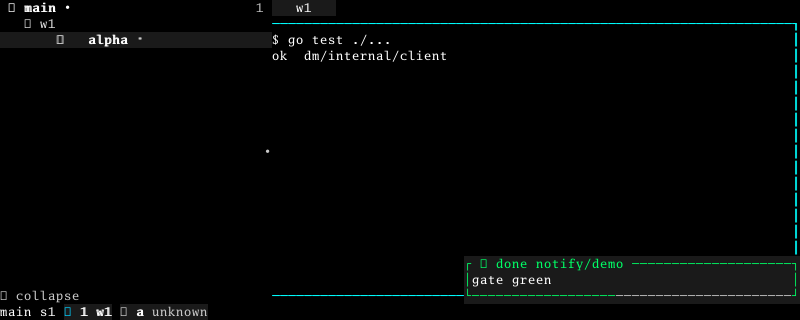 main • 1
w1
alpha *
w1
$ go test ./...
ok dm/internal/client
done notify/demo
gate green
collapse
main s1 1 w1 a unknown